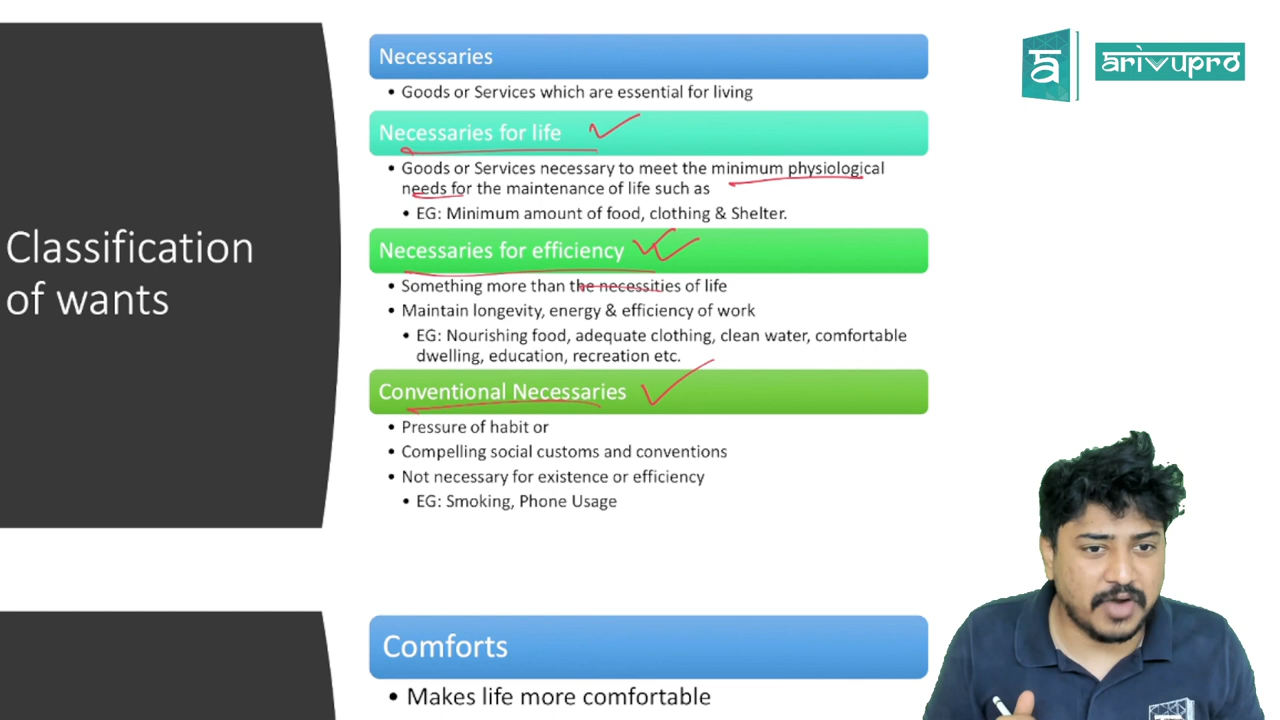 arivupro
Necessaries
• Goods or Services which are essential for living
Necessaries for life
• Goods or Services necessary to meet the minimum physiological
needs for the maintenance of life such as
• EG: Minimum amount of food, clothing & Shelter.
Necessaries for efficiency
• Something more than the necessities of life
• Maintain longevity, energy & efficiency of work
• EG: Nourishing food, adequate clothing, clean water, comfortable
dwelling, education, recreation etc.
Conventional Necessaries
• Pressure of habit or
• Compelling social customs and conventions
• Not necessary for existence or efficiency
• EG: Smoking, Phone Usage
Classification
of wants
Comforts
• Makes life more comfortable